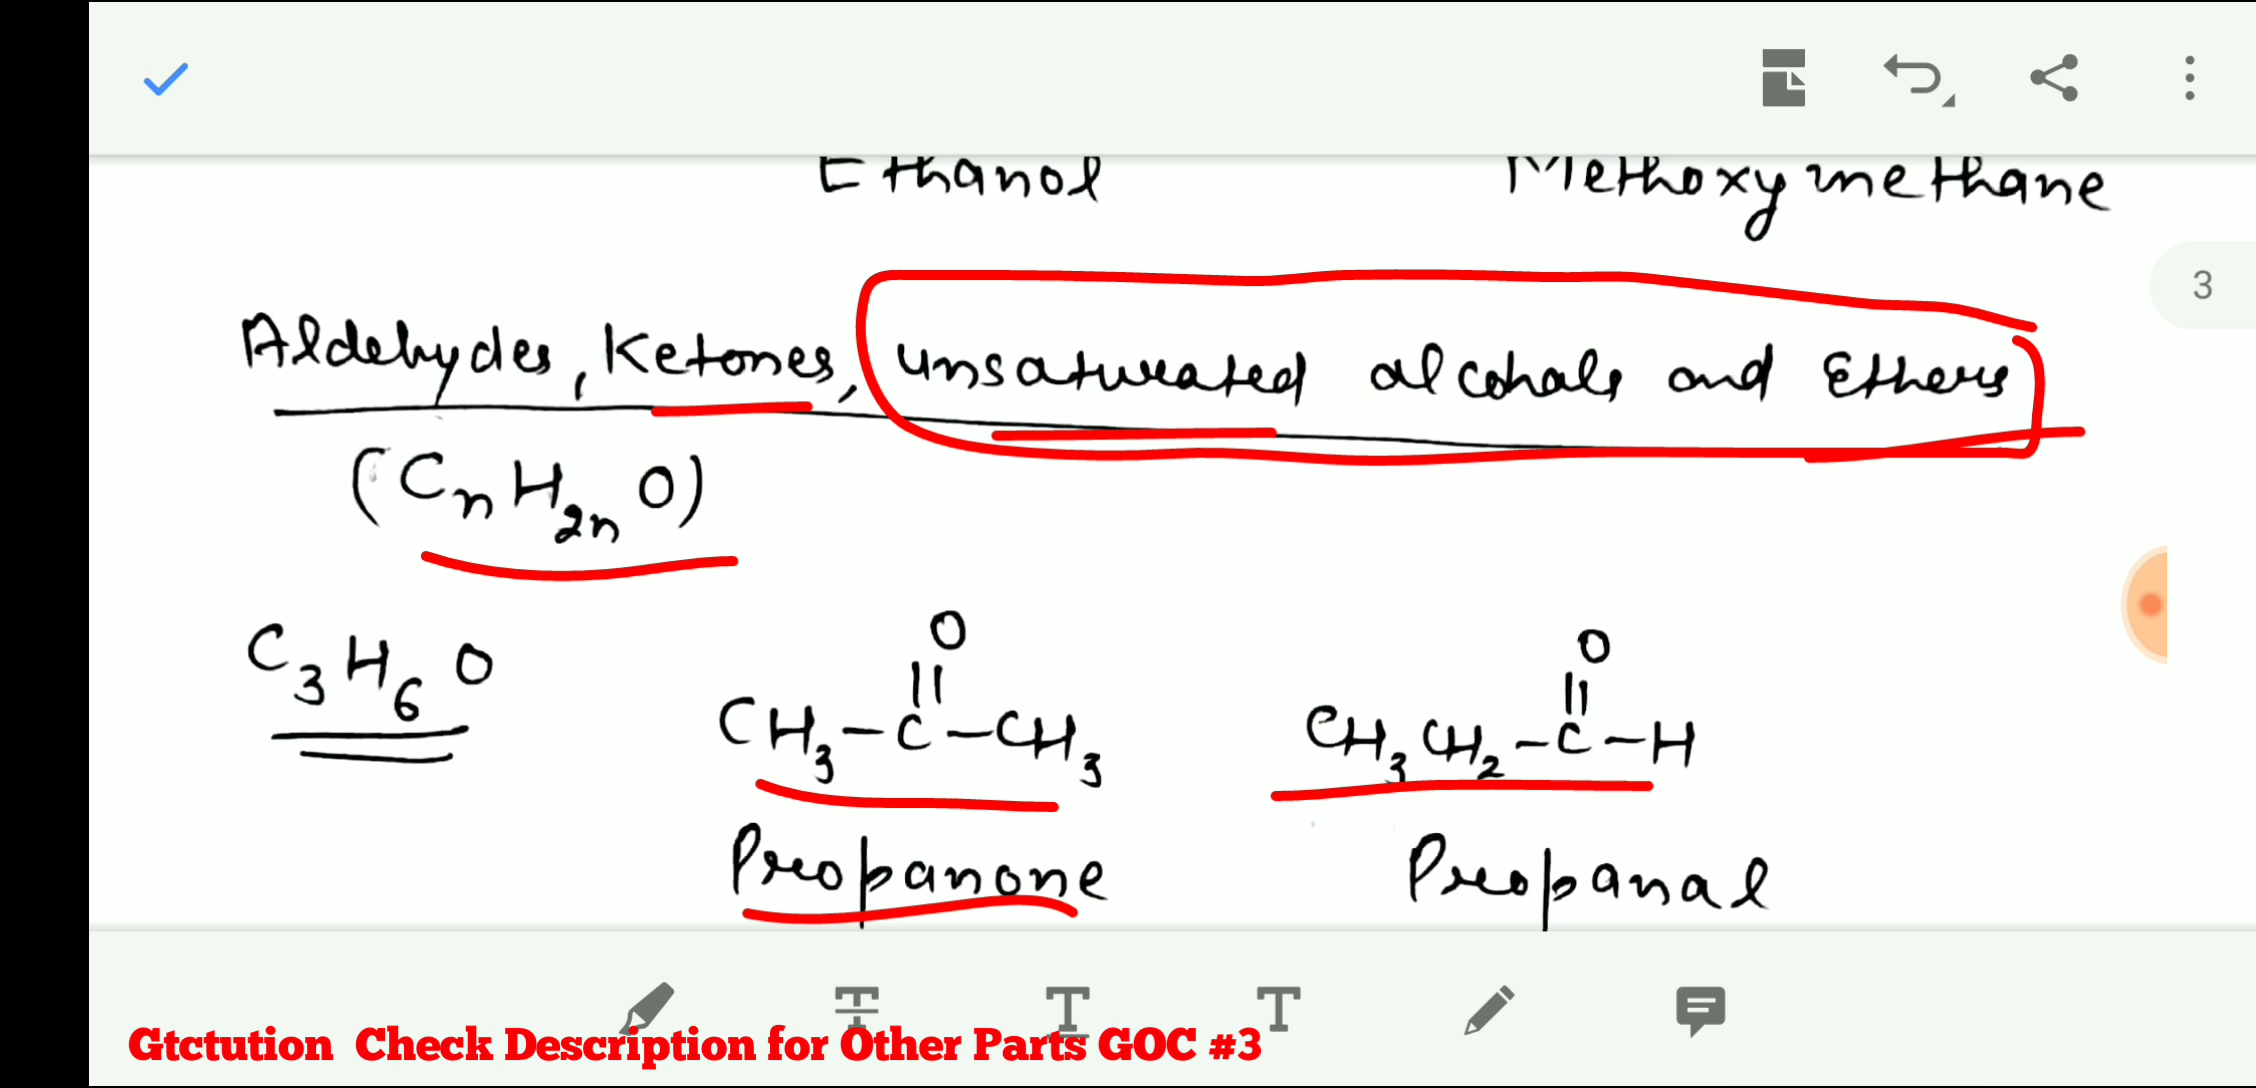 Ethanol Methoxymethane
3
Aldehydes, Ketones, unsaturated alcohals and Ethers
(CnH2nO)
C3H6O
O O
|| ||
CH3-C-CH3 CH3CH2-C-H
Propanone Propanal
T T T
Gtctution Check Description for Other Parts GOC #3